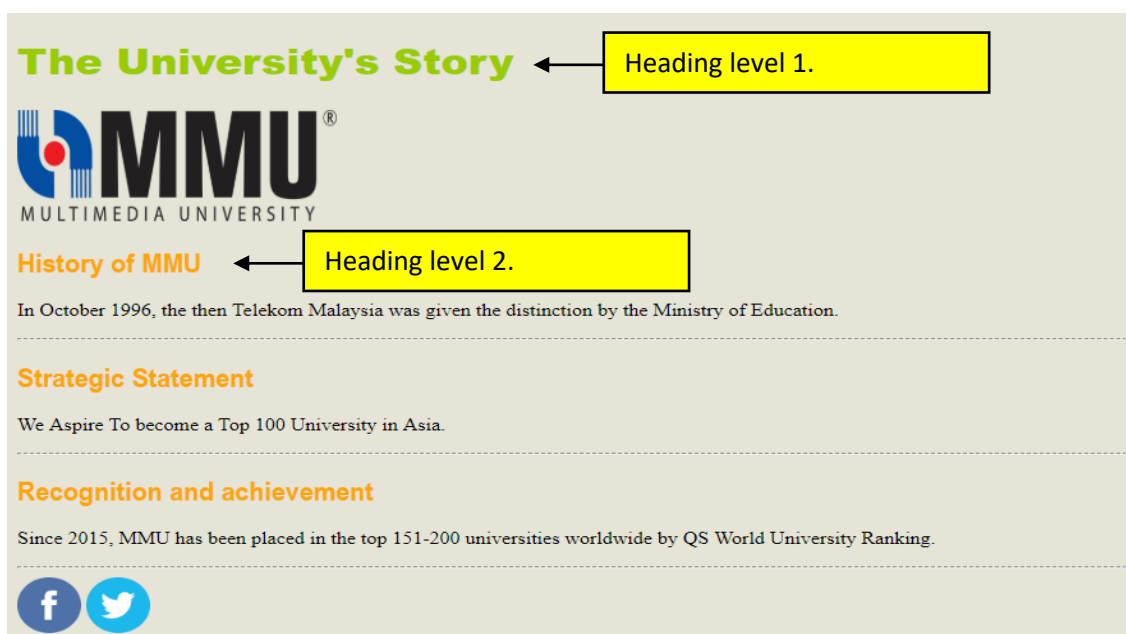 The University's Story
Heading level 1.
MMU®
MULTIMEDIA UNIVERSITY
History of MMU
Heading level 2.
In October 1996, the then Telekom Malaysia was given the distinction by the Ministry of Education.
Strategic Statement
We Aspire To become a Top 100 University in Asia.
Recognition and achievement
Since 2015, MMU has been placed in the top 151-200 universities worldwide by QS World University Ranking.
f